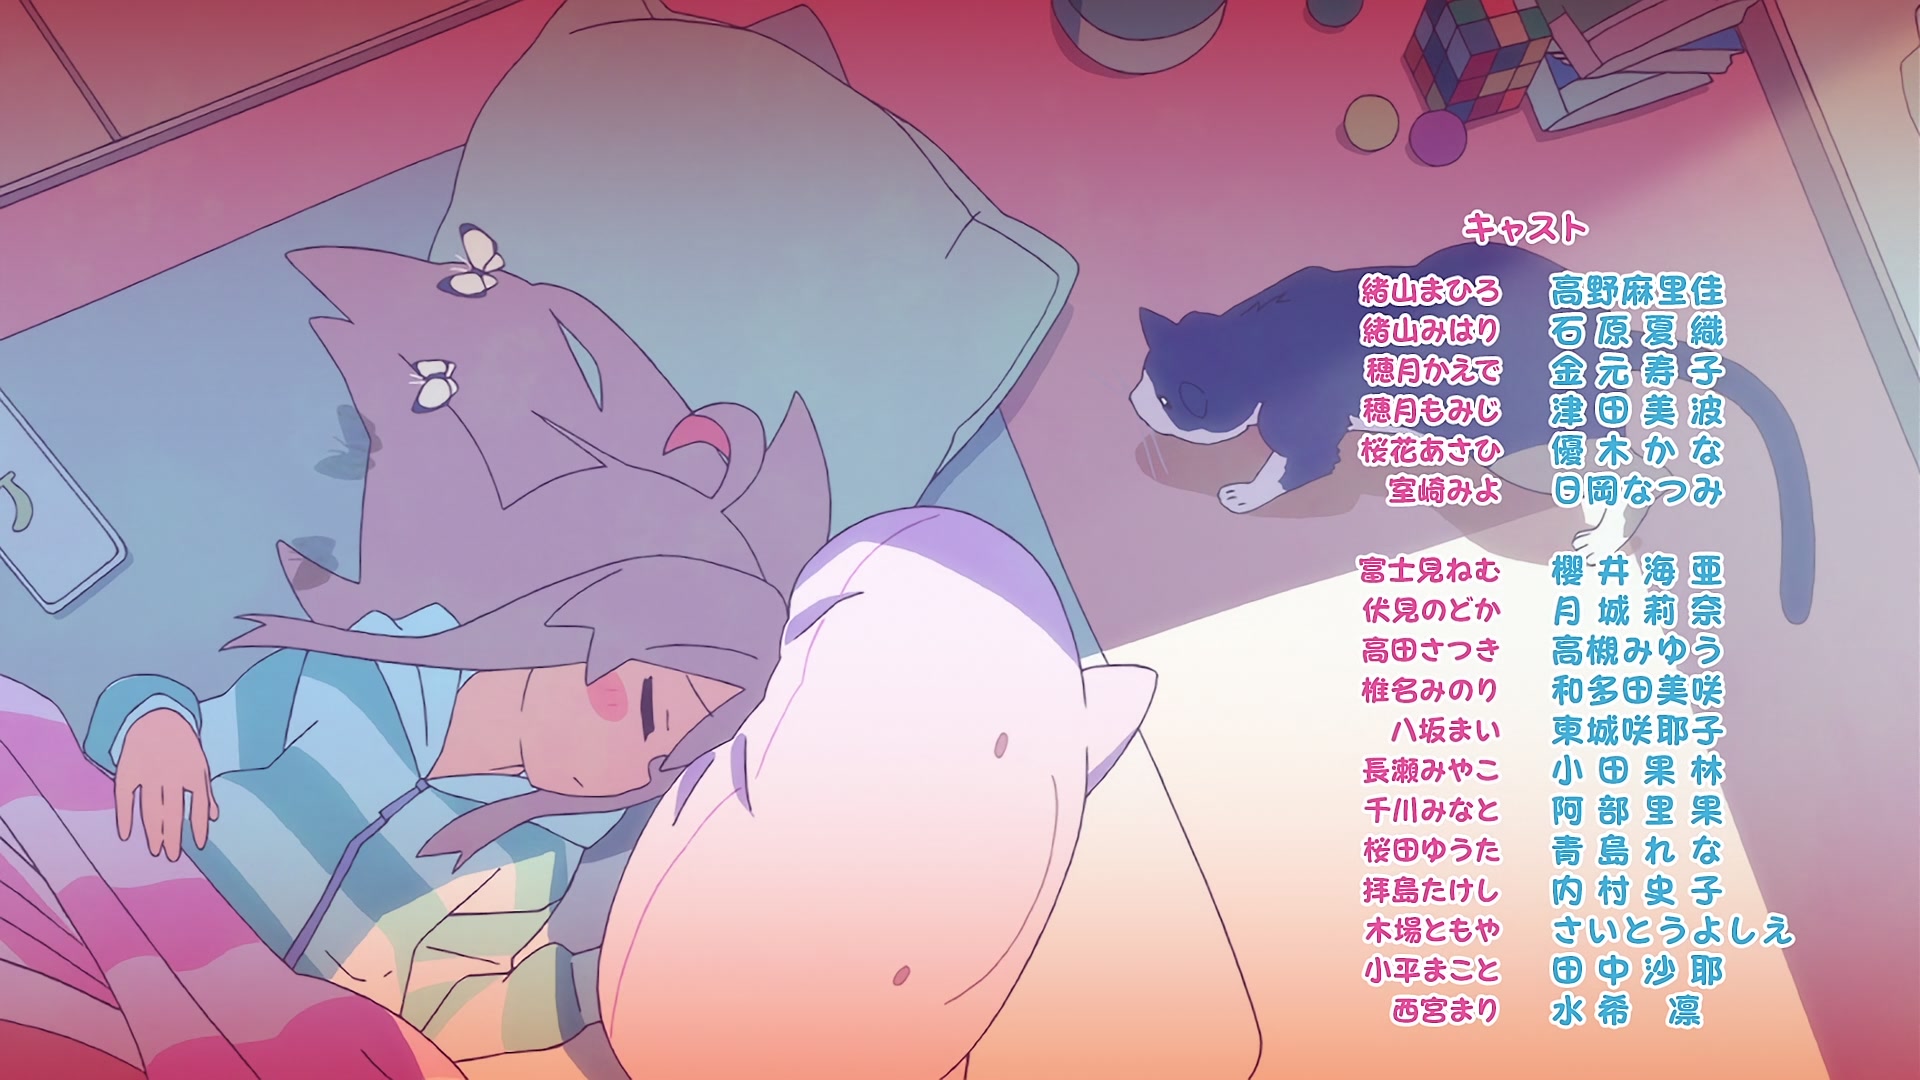 キャスト
緒山まひろ 高野麻里佳
緒山みはり 石原夏織
穂月かえで 金元寿子
穂月もみじ 津田美波
桜花あさひ 優木かな
室崎みよ 日岡なつみ
富士見ねむ 櫻井海亜
伏見のどか 月城莉奈
高田さつき 高槻みゆう
椎名みのり 和多田美咲
八坂まい 東城咲耶子
長瀬みやこ 小田果林
千川みなと 阿部里果
桜田ゆうた 青島れな
拝島たけし 内村史子
木場ともや さいとうよしえ
小平まこと 田中沙耶
西宮まり 水希凛